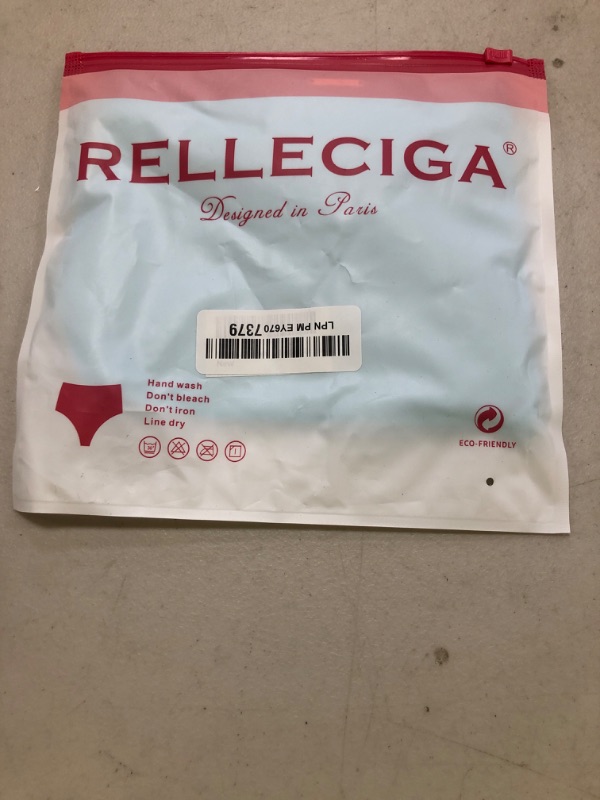 RELLECIGA®
Designed in Paris
LPN PM EY670 7379
Hand wash
Don't bleach
Don't iron
Line dry
ECO-FRIENDLY